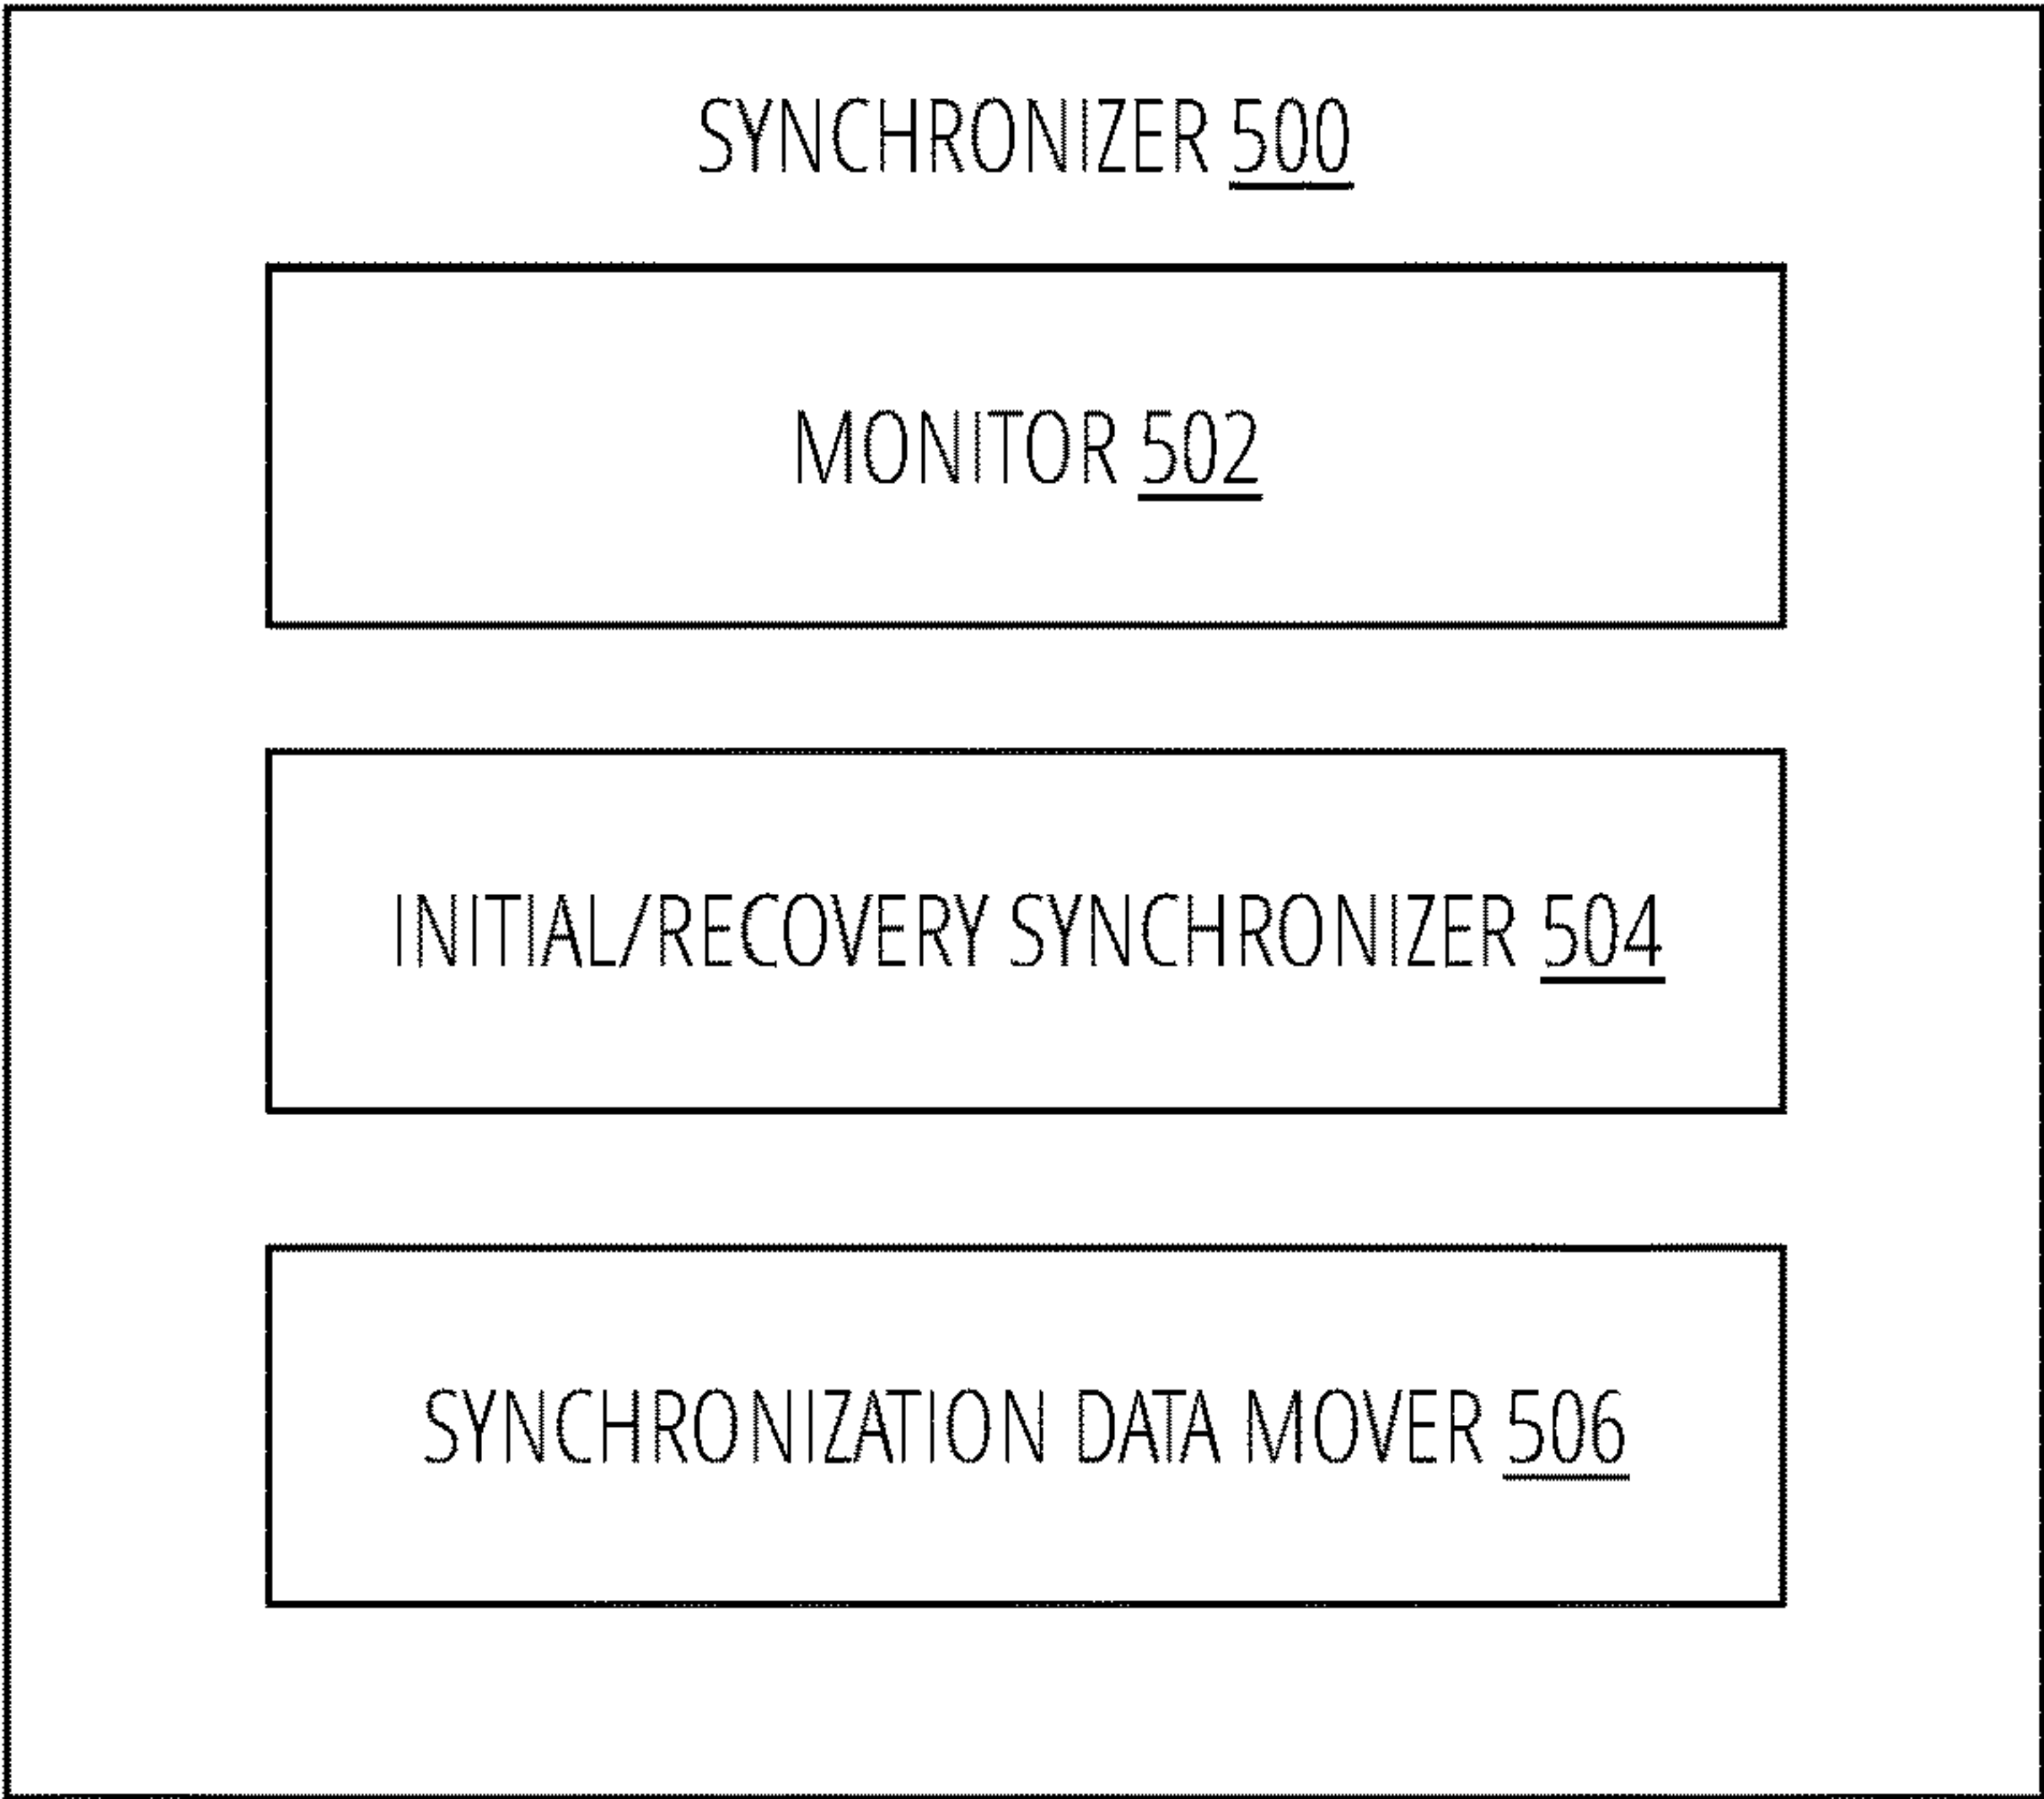 SYNCHRONIZER 500
MONITOR 502
INITIAL/RECOVERY SYNCHRONIZER 504
SYNCHRONIZATION DATA MOVER 506